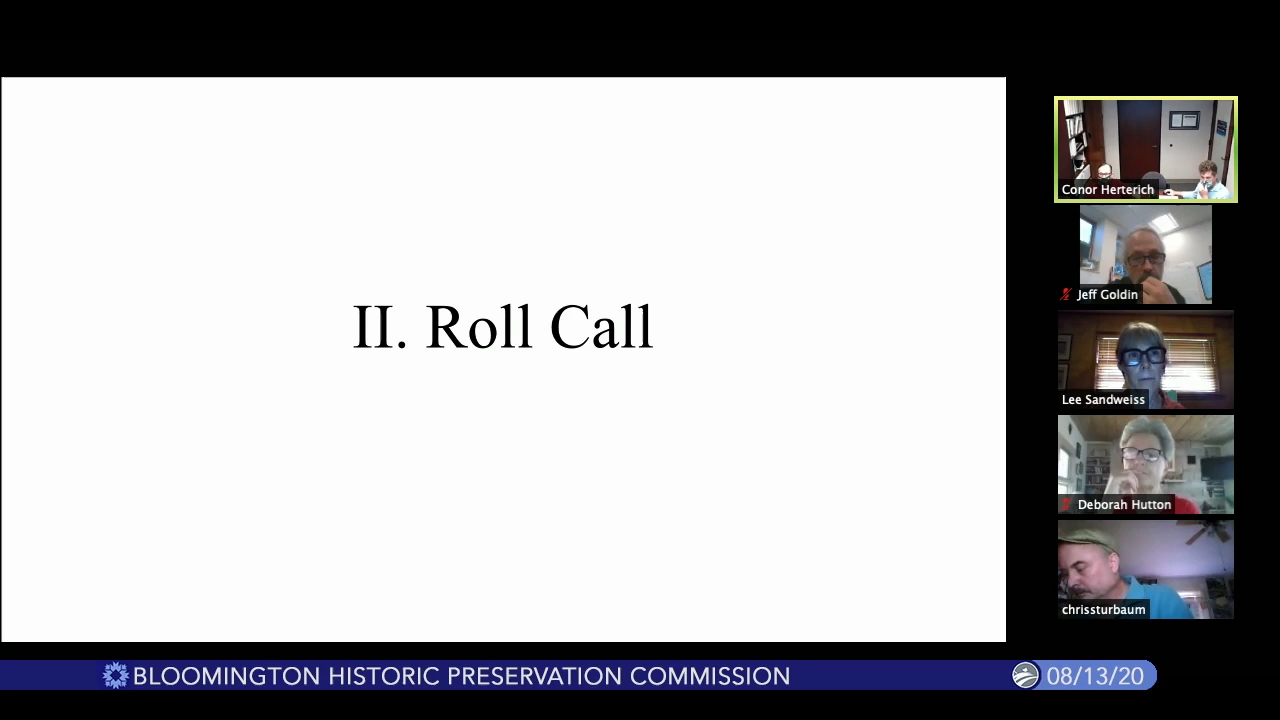 II. Roll Call
Conor Herterich
Jeff Goldin
Lee Sandweiss
Deborah Hutton
chrissturbaum
BLOOMINGTON HISTORIC PRESERVATION COMMISSION
08/13/20